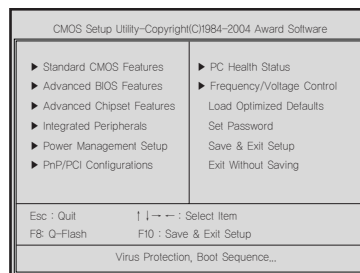 CMOS Setup Utility-Copyright(C)1984-2004 Award Software
▶ Standard CMOS Features
▶ Advanced BIOS Features
▶ Advanced Chipset Features
▶ Integrated Peripherals
▶ Power Management Setup
▶ PnP/PCI Configurations
▶ PC Health Status
▶ Frequency/Voltage Control
Load Optimized Defaults
Set Password
Save & Exit Setup
Exit Without Saving
Esc : Quit ↑↓→←: Select Item
F8: Q-Flash F10 : Save & Exit Setup
Virus Protection, Boot Sequence...